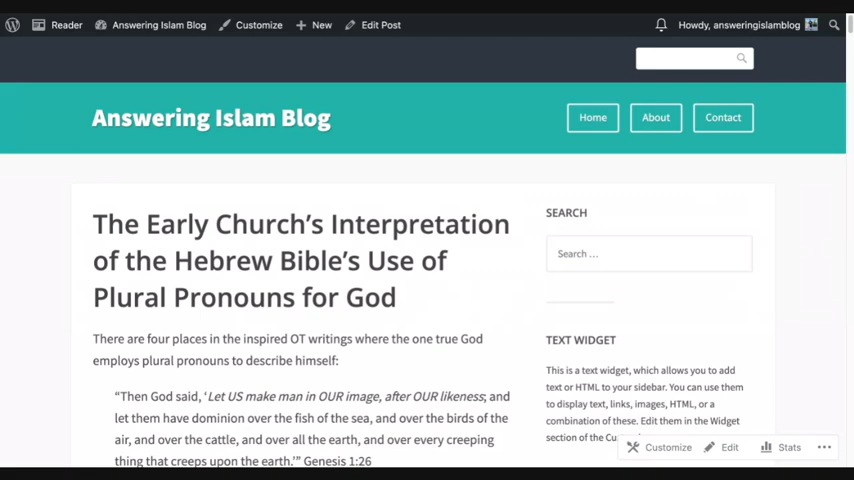 Reader Answering Islam Blog Customize New Edit Post Howdy, answeringislamblog
Answering Islam Blog Home About Contact
The Early Church’s Interpretation
of the Hebrew Bible’s Use of
Plural Pronouns for God
There are four places in the inspired OT writings where the one true God
employs plural pronouns to describe himself:
“Then God said, ‘Let US make man in OUR image, after OUR likeness; and
let them have dominion over the fish of the sea, and over the birds of the
air, and over the cattle, and over all the earth, and over every creeping
thing that creeps upon the earth.’” Genesis 1:26
SEARCH
Search …
TEXT WIDGET
This is a text widget, which allows you to add
text or HTML to your sidebar. You can use them
to display text, links, images, HTML, or a
combination of these. Edit them in the Widget
section of the Cu
Customize Edit Stats